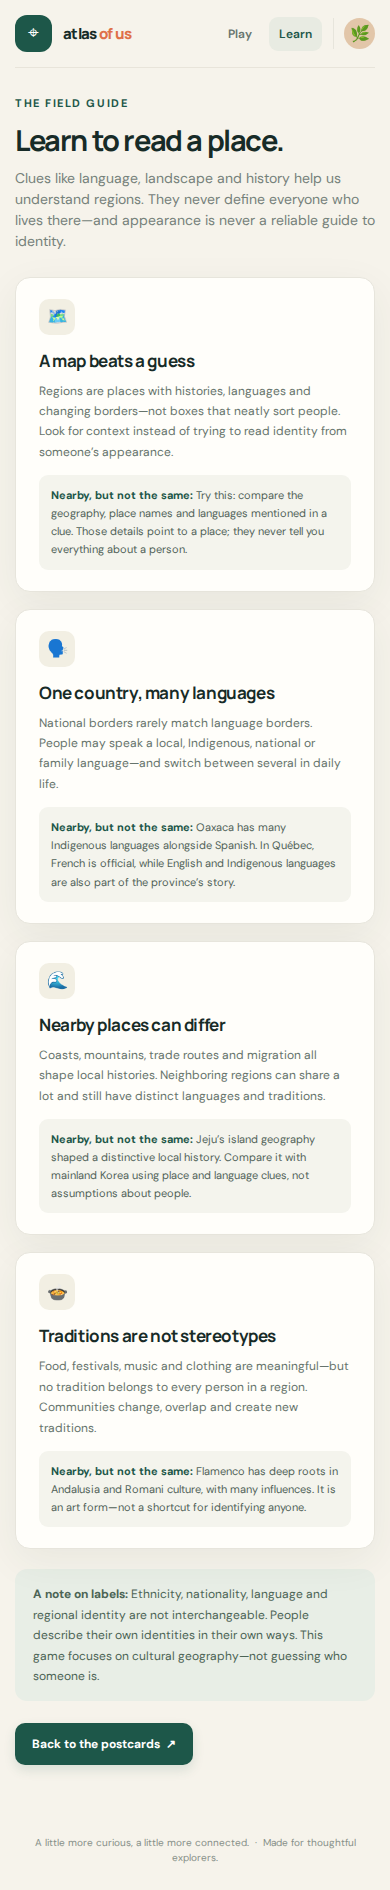 atlas of us
Play
Learn
THE FIELD GUIDE
Learn to read a place.
Clues like language, landscape and history help us
understand regions. They never define everyone who
lives there—and appearance is never a reliable guide to
identity.
A map beats a guess
Regions are places with histories, languages and
changing borders—not boxes that neatly sort people.
Look for context instead of trying to read identity from
someone’s appearance.
Nearby, but not the same: Try this: compare the
geography, place names and languages mentioned in a
clue. Those details point to a place; they never tell you
everything about a person.
One country, many languages
National borders rarely match language borders.
People may speak a local, Indigenous, national or
family language—and switch between several in daily
life.
Nearby, but not the same: Oaxaca has many
Indigenous languages alongside Spanish. In Québec,
French is official, while English and Indigenous languages
are also part of the province’s story.
Nearby places can differ
Coasts, mountains, trade routes and migration all
shape local histories. Neighboring regions can share a
lot and still have distinct languages and traditions.
Nearby, but not the same: Jeju’s island geography
shaped a distinctive local history. Compare it with
mainland Korea using place and language clues, not
assumptions about people.
Traditions are not stereotypes
Food, festivals, music and clothing are meaningful—but
no tradition belongs to every person in a region.
Communities change, overlap and create new
traditions.
Nearby, but not the same: Flamenco has deep roots in
Andalusia and Romani culture, with many influences. It is
an art form—not a shortcut for identifying anyone.
A note on labels: Ethnicity, nationality, language and
regional identity are not interchangeable. People
describe their own identities in their own ways. This
game focuses on cultural geography—not guessing who
someone is.
Back to the postcards ↗
A little more curious, a little more connected. · Made for thoughtful
explorers.